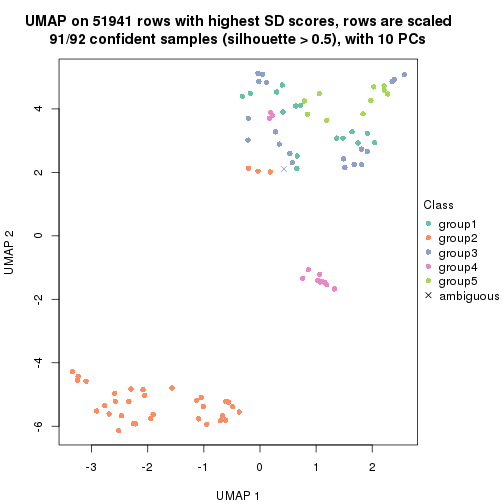 UMAP on 51941 rows with highest SD scores, rows are scaled
91/92 confident samples (silhouette > 0.5), with 10 PCs
4
2
0
-2
-4
-6
UMAP 2
-3 -2 -1 0 1 2
UMAP 1
Class
group1
group2
group3
group4
group5
ambiguous